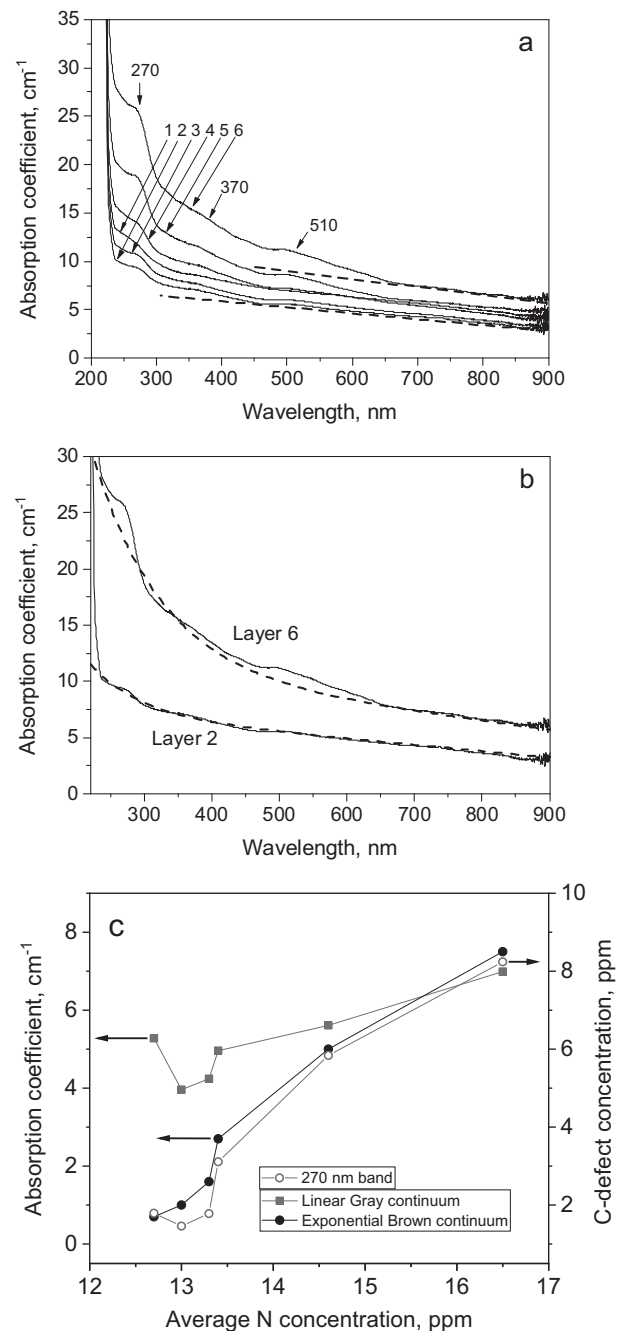 a
35
30
25
20
15
10
5
0
270
1 2 3 4 5 6
370
510
Absorption coefficient, cm-1
200 300 400 500 600 700 800 900
Wavelength, nm
b
30
25
20
15
10
5
0
Layer 6
Layer 2
Absorption coefficient, cm-1
300 400 500 600 700 800 900
Wavelength, nm
c
8
6
4
2
0
Absorption coefficient, cm-1
10
8
6
4
2
C-defect concentration, ppm
270 nm band
Linear Gray continuum
Exponential Brown continuum
12 13 14 15 16 17
Average N concentration, ppm